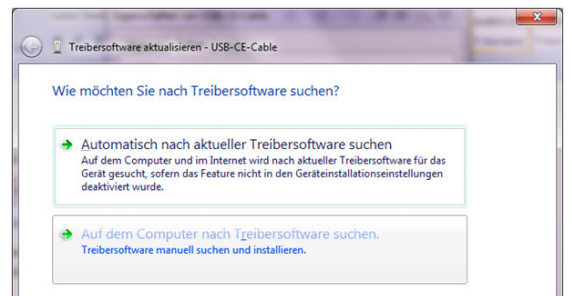 Treibersoftware aktualisieren - USB-CE-Cable
Wie möchten Sie nach Treibersoftware suchen?
Automatisch nach aktueller Treibersoftware suchen
Auf dem Computer und im Internet wird nach aktueller Treibersoftware für das
Gerät gesucht, sofern das Feature nicht in den Geräteinstallationseinstellungen
deaktiviert wurde.
Auf dem Computer nach Treibersoftware suchen.
Treibersoftware manuell suchen und installieren.